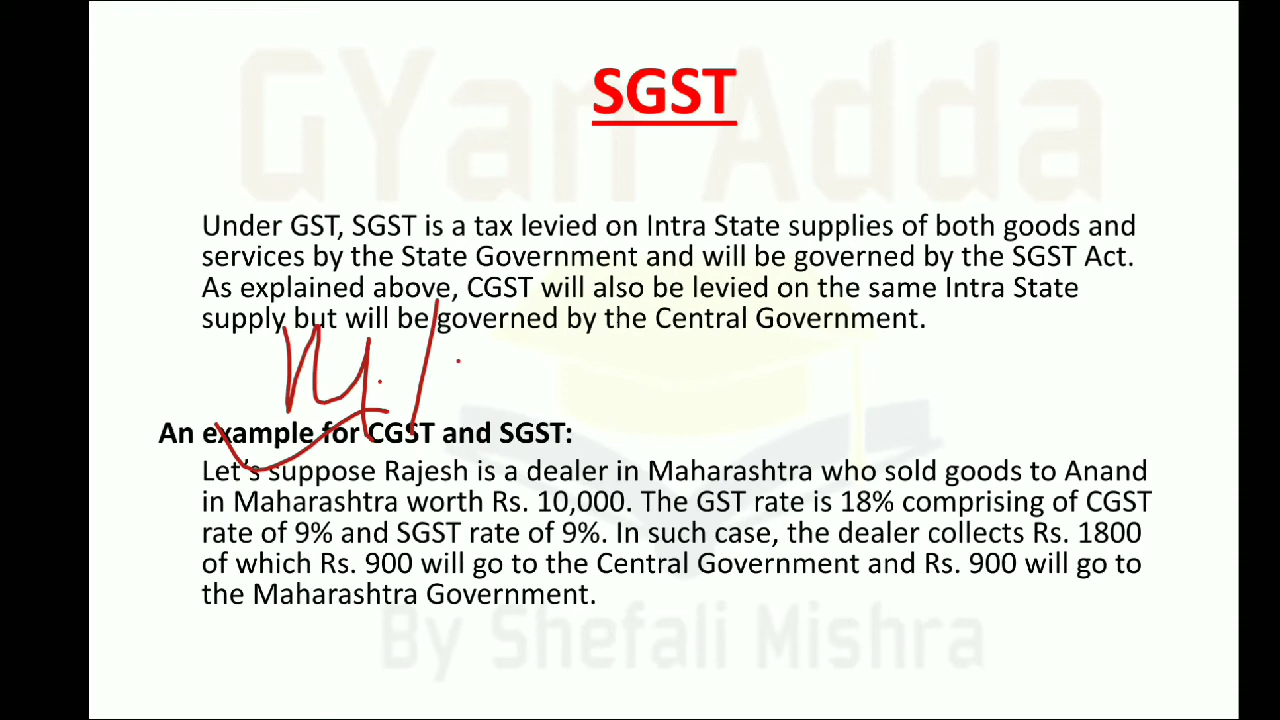 GYan Adda
SGST
Under GST, SGST is a tax levied on Intra State supplies of both goods and
services by the State Government and will be governed by the SGST Act.
As explained above, CGST will also be levied on the same Intra State
supply but will be governed by the Central Government.
An example for CGST and SGST:
Let's suppose Rajesh is a dealer in Maharashtra who sold goods to Anand
in Maharashtra worth Rs. 10,000. The GST rate is 18% comprising of CGST
rate of 9% and SGST rate of 9%. In such case, the dealer collects Rs. 1800
of which Rs. 900 will go to the Central Government and Rs. 900 will go to
the Maharashtra Government.
By Shefali Mishra